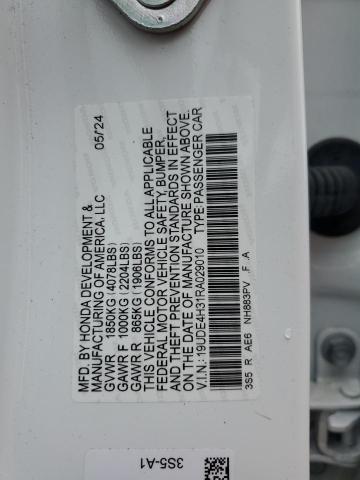 MFD. BY HONDA DEVELOPMENT &
MANUFACTURING OF AMERICA, LLC 05/24
GVWR 1850KG(4078LBS)
GAWR F 1000KG(2204LBS)
GAWR R 865KG(1906LBS)
THIS VEHICLE CONFORMS TO ALL APPLICABLE
FEDERAL MOTOR VEHICLE SAFETY, BUMPER,
AND THEFT PREVENTION STANDARDS IN EFFECT
ON THE DATE OF MANUFACTURE SHOWN ABOVE.
V.I.N.: 19UDE4H31RA029010 TYPE:PASSENGER CAR
3S5 R AE6 NH883PV F .A
3S5-A1